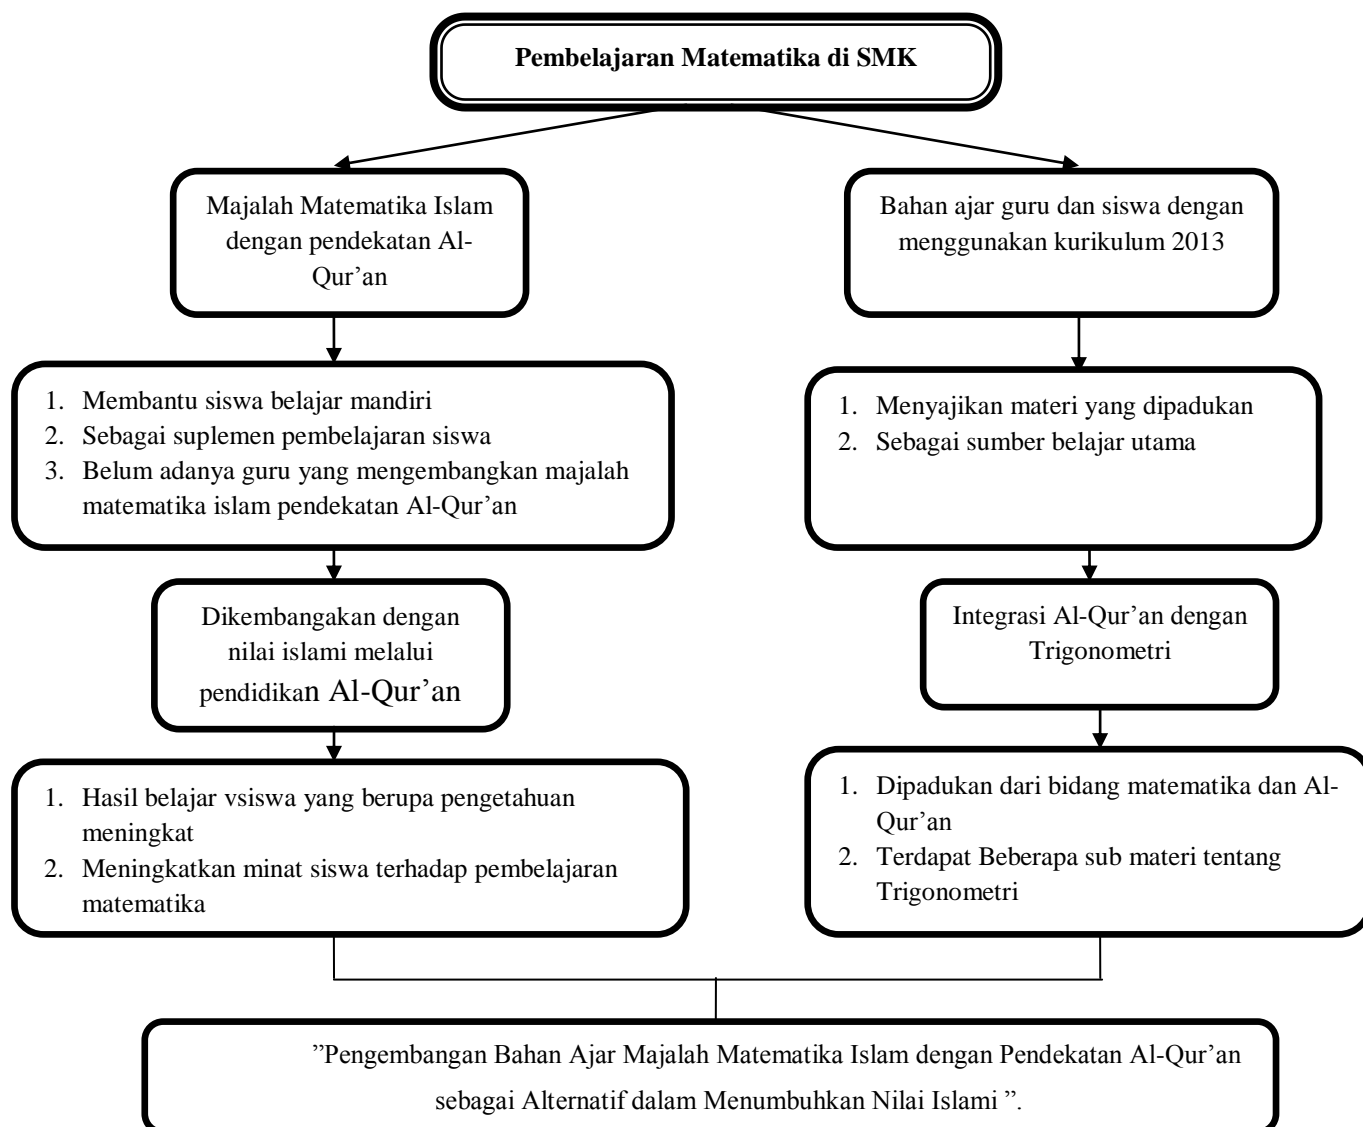 Pembelajaran Matematika di SMK
Majalah Matematika Islam
dengan pendekatan Al-
Qur’an
Bahan ajar guru dan siswa dengan
menggunakan kurikulum 2013
1. Membantu siswa belajar mandiri
2. Sebagai suplemen pembelajaran siswa
3. Belum adanya guru yang mengembangkan majalah
matematika islam pendekatan Al-Qur’an
1. Menyajikan materi yang dipadukan
2. Sebagai sumber belajar utama
Dikembangakan dengan
nilai islami melalui
pendidikan Al-Qur’an
Integrasi Al-Qur’an dengan
Trigonometri
1. Hasil belajar vsiswa yang berupa pengetahuan
meningkat
2. Meningkatkan minat siswa terhadap pembelajaran
matematika
1. Dipadukan dari bidang matematika dan Al-
Qur’an
2. Terdapat Beberapa sub materi tentang
Trigonometri
”Pengembangan Bahan Ajar Majalah Matematika Islam dengan Pendekatan Al-Qur’an
sebagai Alternatif dalam Menumbuhkan Nilai Islami ”.